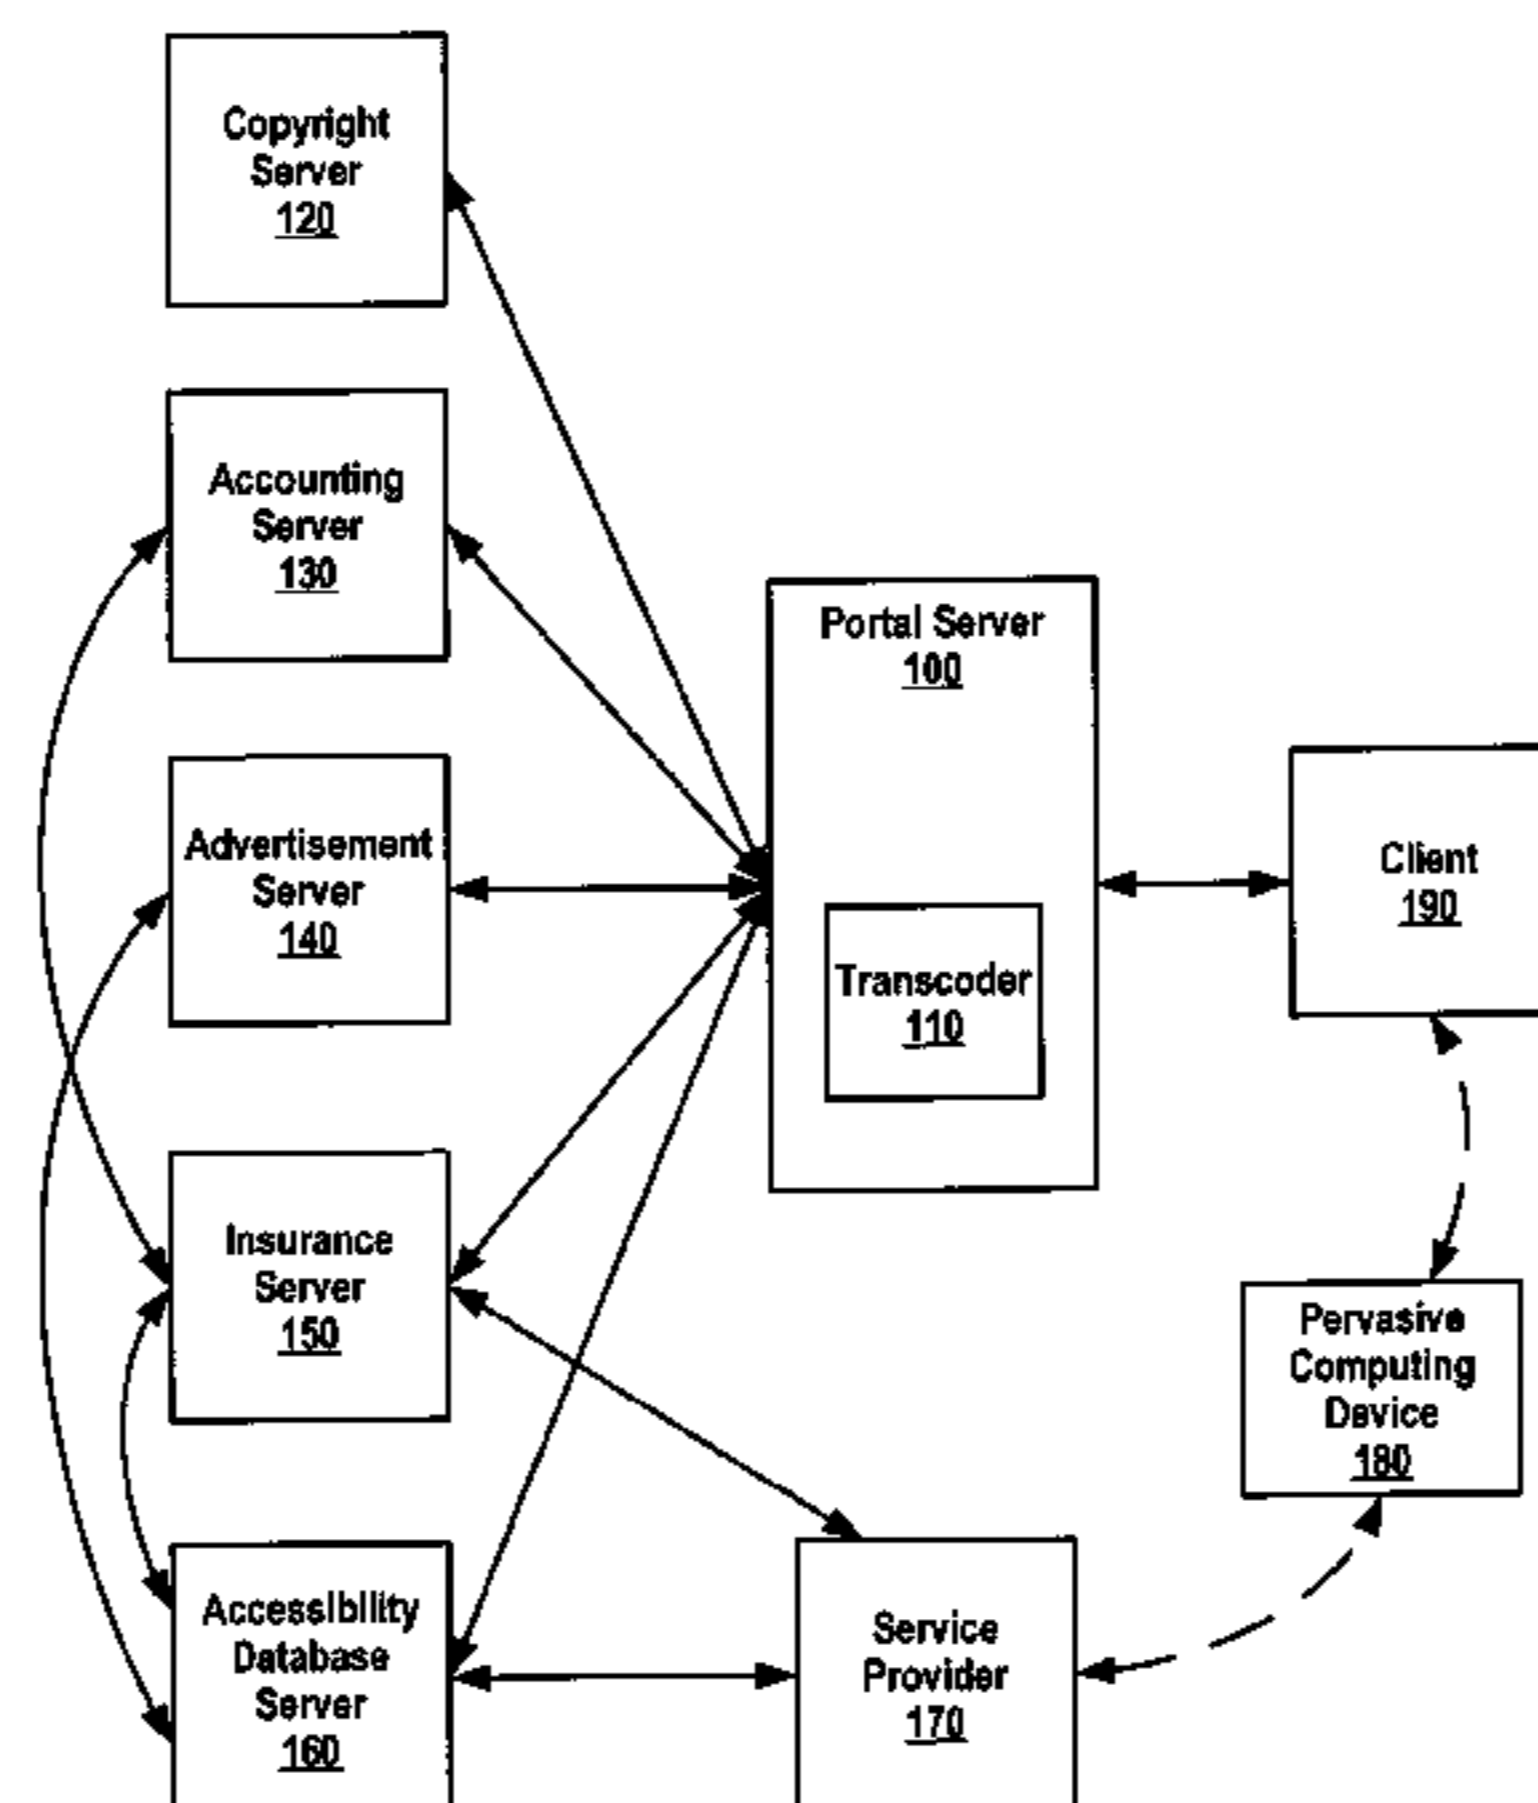 Copyright
Server
120
Accounting
Server
130
Portal Server
100
Advertisement
Server
140
Client
190
Transcoder
110
Insurance
Server
150
Pervasive
Computing
Device
180
Accessibility
Database
Server
160
Service
Provider
170